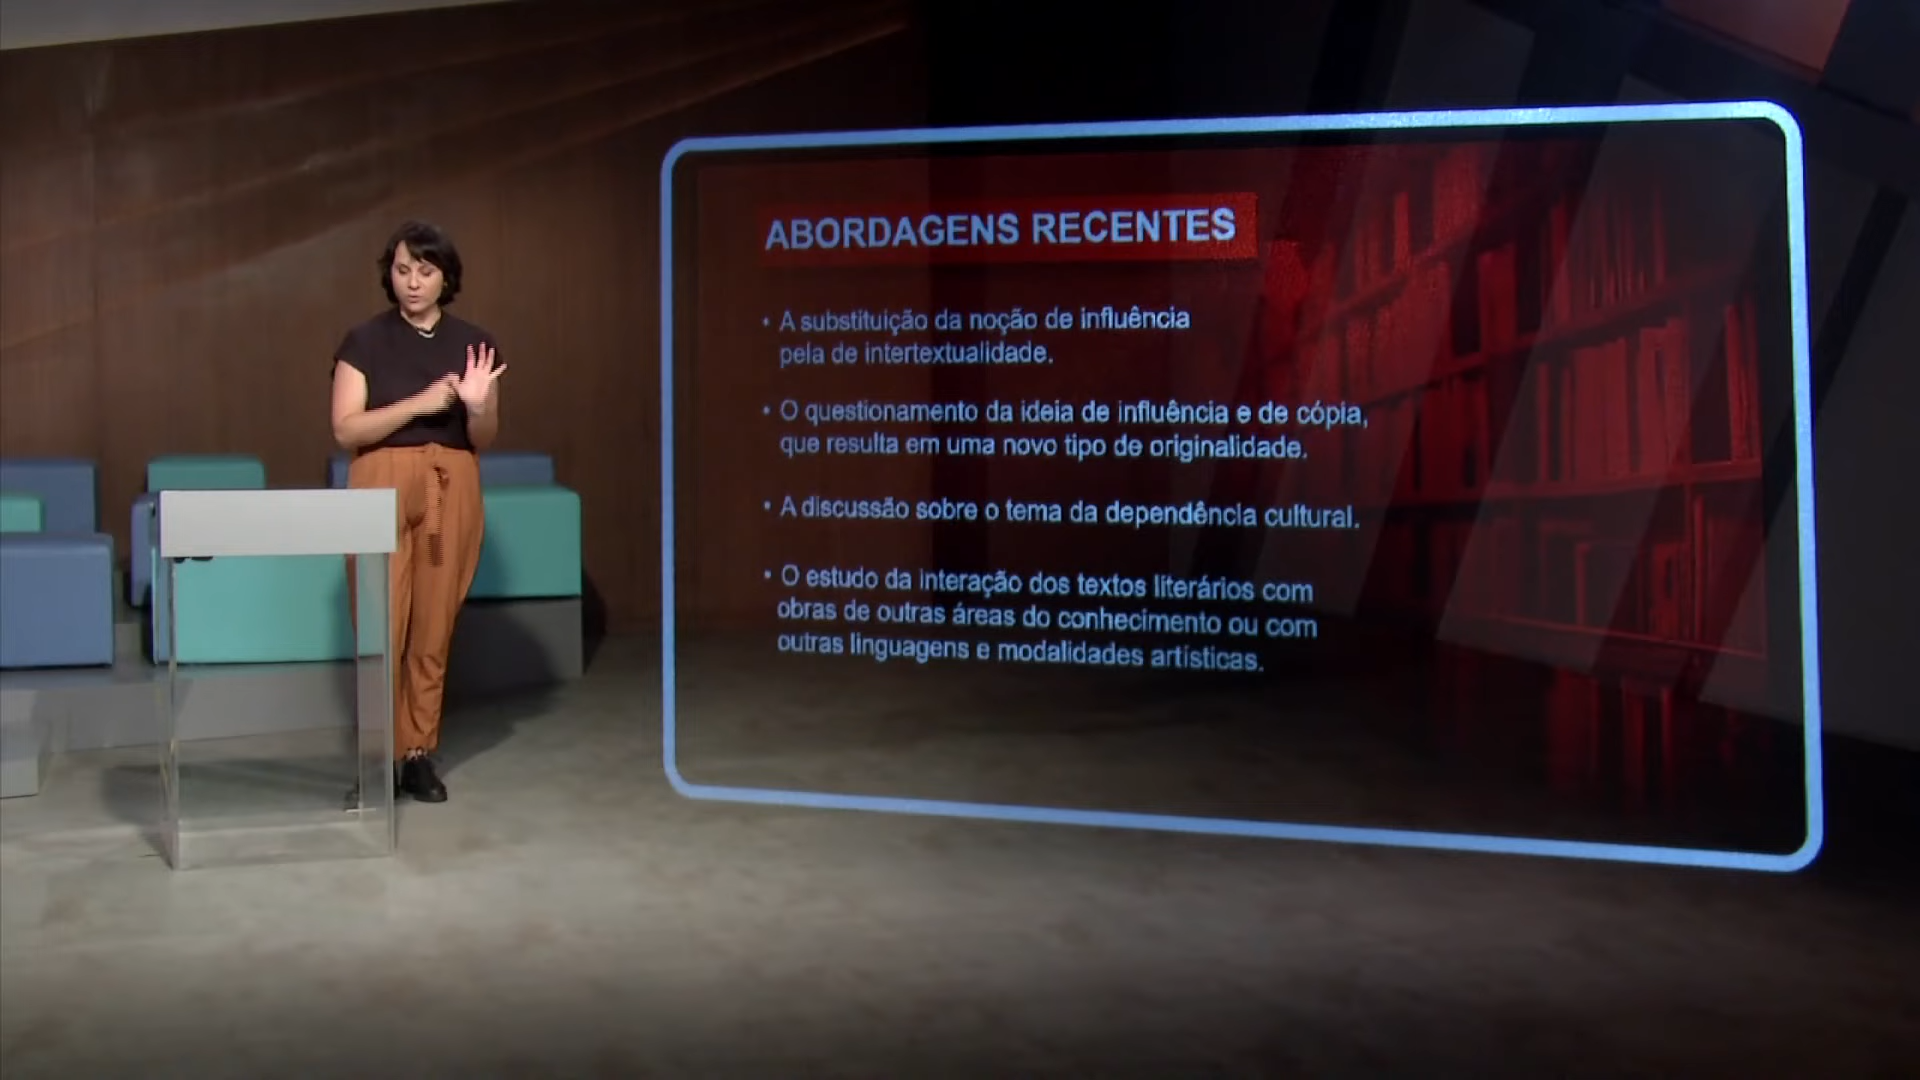 ABORDAGENS RECENTES
• A substituição da noção de influência
pela de intertextualidade.
• O questionamento da ideia de influência e de cópia,
que resulta em uma novo tipo de originalidade.
• A discussão sobre o tema da dependência cultural.
• O estudo da interação dos textos literários com
obras de outras áreas do conhecimento ou com
outras linguagens e modalidades artísticas.